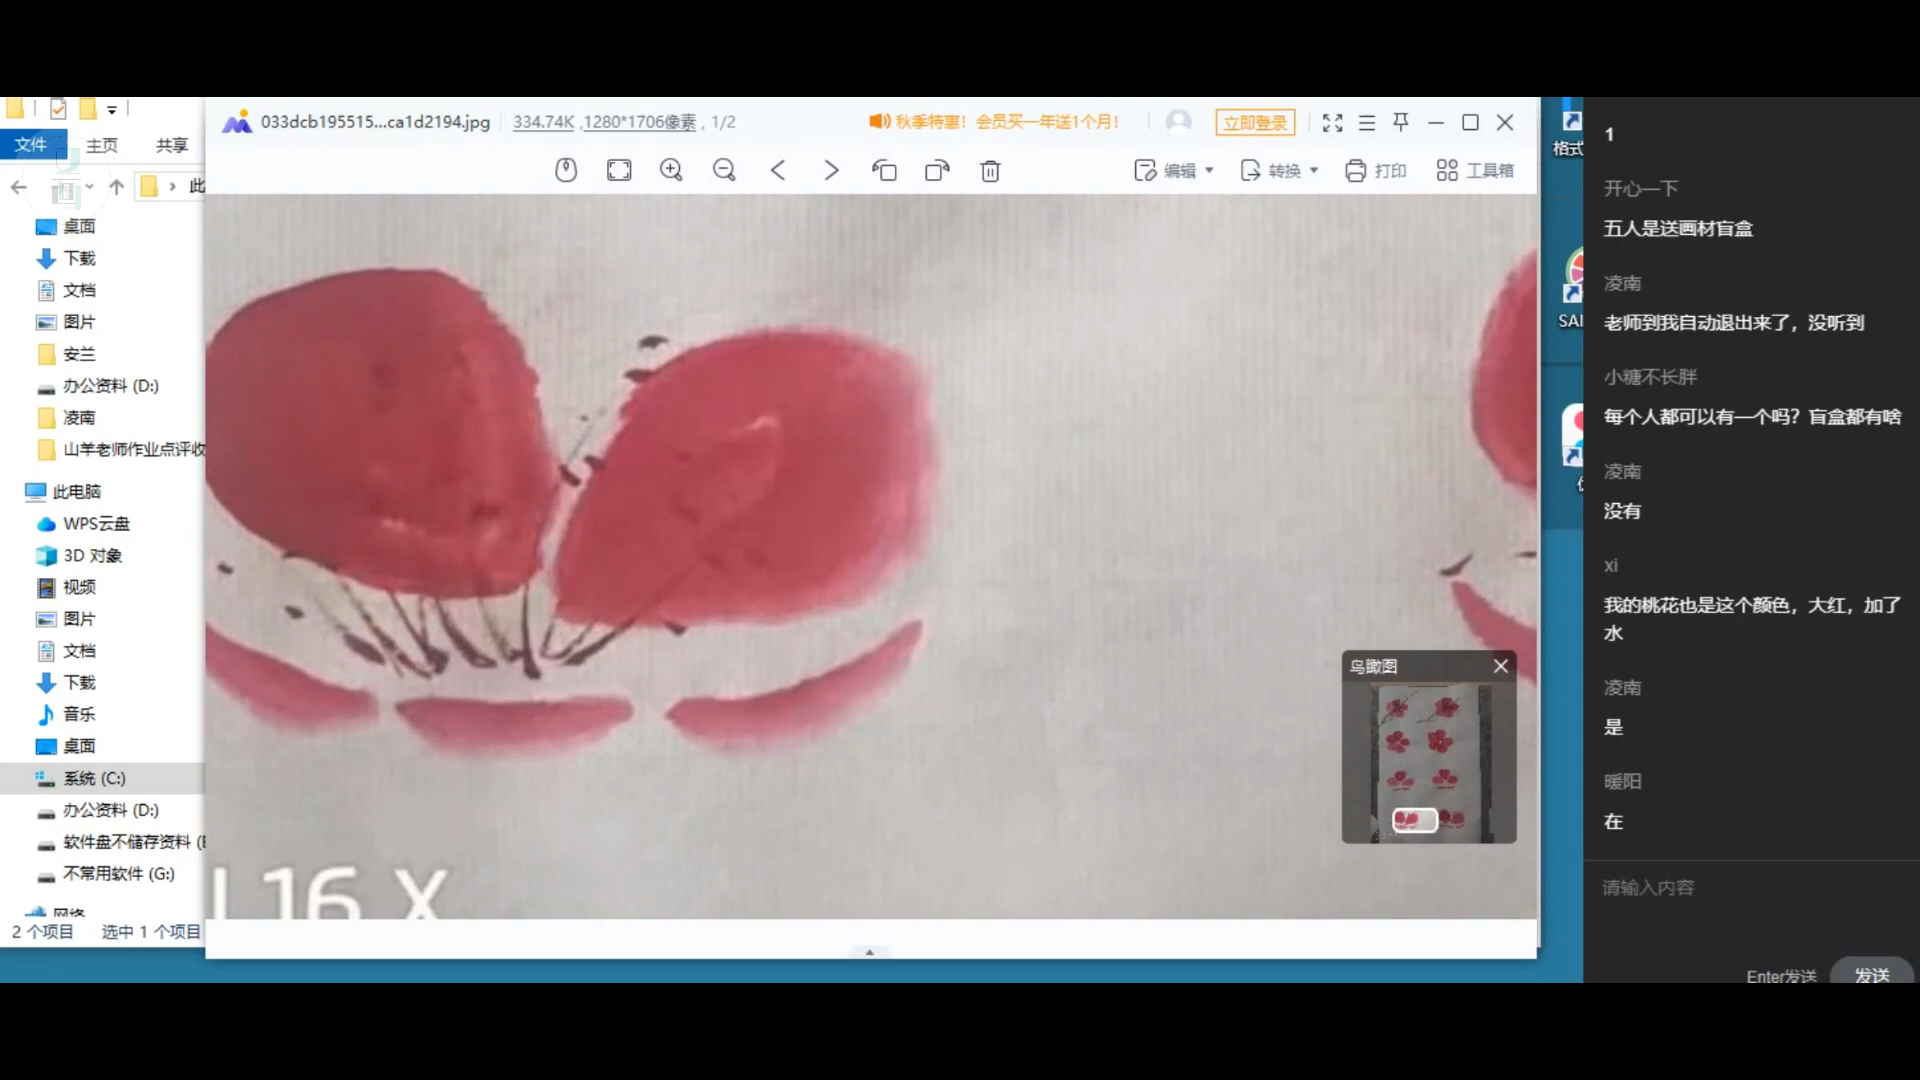 文件
主页
共享
此
桌面
下载
文档
图片
安兰
办公资料 (D:)
凌南
山羊老师作业点评收
此电脑
WPS云盘
3D 对象
视频
图片
文档
下载
音乐
桌面
系统 (C:)
办公资料 (D:)
软件盘不储存资料 (E
不常用软件 (G:)
网络
2 个项目 选中 1 个项目
033dcb195515...ca1d2194.jpg 334.74K ,1280*1706像素 , 1/2
秋季特惠! 会员买一年送1个月!
立即登录
编辑 转换 打印 工具箱
L16 X
鸟瞰图
格式
SAI
1
开心一下
五人是送画材盲盒
凌南
老师到我自动退出来了，没听到
小糖不长胖
每个人都可以有一个吗？盲盒都有啥
凌南
没有
xi
我的桃花也是这个颜色，大红，加了
水
凌南
是
暖阳
在
请输入内容
Enter发送
发送